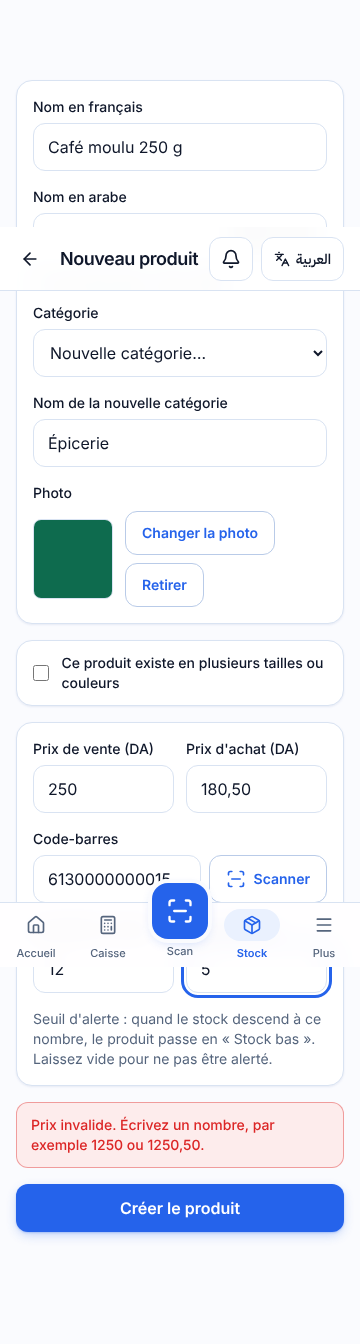 Nom en français
Café moulu 250 g
Nom en arabe
Nouveau produit
العربية
Catégorie
Nouvelle catégorie...
Nom de la nouvelle catégorie
Épicerie
Photo
Changer la photo
Retirer
Ce produit existe en plusieurs tailles ou
couleurs
Prix de vente (DA) Prix d'achat (DA)
250 180,50
Code-barres
6130000000015 Scanner
Accueil Caisse Scan Stock Plus
12 5
Seuil d'alerte : quand le stock descend à ce
nombre, le produit passe en « Stock bas ».
Laissez vide pour ne pas être alerté.
Prix invalide. Écrivez un nombre, par
exemple 1250 ou 1250,50.
Créer le produit